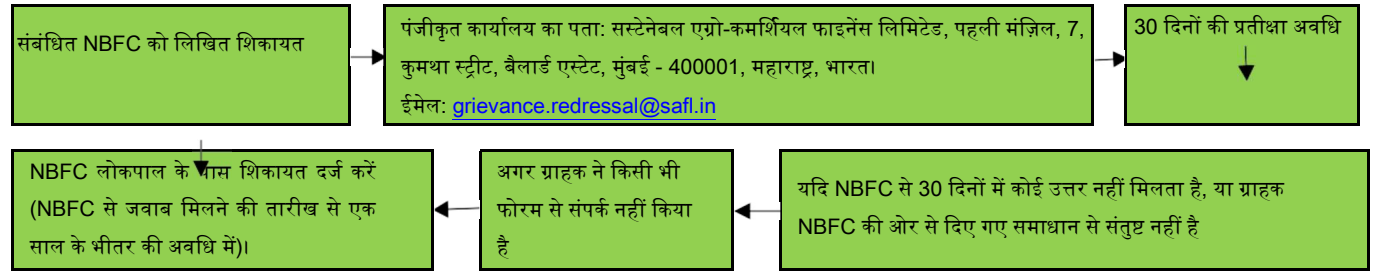 संबंधित NBFC को लिखित शिकायत
पंजीकृत कार्यालय का पता: सस्टेनेबल एग्रो-कमर्शियल फाइनेंस लिमिटेड, पहली मंज़िल, 7,
कुमथा स्ट्रीट, बैलार्ड एस्टेट, मुंबई - 400001, महाराष्ट्र, भारत।
ईमेल: grievance.redressal@safl.in
30 दिनों की प्रतीक्षा अवधि
यदि NBFC से 30 दिनों में कोई उत्तर नहीं मिलता है, या ग्राहक
NBFC की ओर से दिए गए समाधान से संतुष्ट नहीं है
अगर ग्राहक ने किसी भी
फोरम से संपर्क नहीं किया
है
NBFC लोकपाल के पास शिकायत दर्ज करें
(NBFC से जवाब मिलने की तारीख से एक
साल के भीतर की अवधि में)।